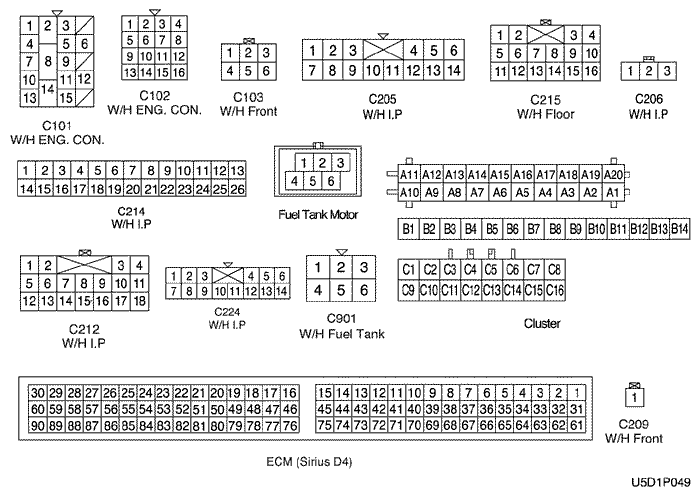 1 2 3
4 5 6
7 8 9
10 11 12
13 14 15
C101
W/H ENG. CON.
1 2 3 4
5 6 7 8
9 10 11 12
13 14 15 16
C102
W/H ENG. CON.
1 2 3
4 5 6
C103
W/H Front
1 2 3 4 5 6
7 8 9 10 11 12 13 14
C205
W/H I.P
1 2 3 4
5 6 7 8 9 10
11 12 13 14 15 16
C215
W/H Floor
1 2 3
C206
W/H I.P
1 2 3 4 5 6 7 8 9 10 11 12 13
14 15 16 17 18 19 20 21 22 23 24 25 26
C214
W/H I.P
1 2 3
4 5 6
Fuel Tank Motor
A11 A12 A13 A14 A15 A16 A17 A18 A19 A20
A10 A9 A8 A7 A6 A5 A4 A3 A2 A1
B1 B2 B3 B4 B5 B6 B7 B8 B9 B10 B11 B12 B13 B14
C1 C2 C3 C4 C5 C6 C7 C8
C9 C10 C11 C12 C13 C14 C15 C16
Cluster
1 2 3 4
5 6 7 8 9 10 11
12 13 14 15 16 17 18
C212
W/H I.P
1 2 3 4 5 6
7 8 9 10 11 12 13 14
C224
W/H I.P
1 2 3
4 5 6
C901
W/H Fuel Tank
30 29 28 27 26 25 24 23 22 21 20 19 18 17 16 15 14 13 12 11 10 9 8 7 6 5 4 3 2 1
60 59 58 57 56 55 54 53 52 51 50 49 48 47 46 45 44 43 42 41 40 39 38 37 36 35 34 33 32 31
90 89 88 87 86 85 84 83 82 81 80 79 78 77 76 75 74 73 72 71 70 69 68 67 66 65 64 63 62 61
ECM (Sirius D4)
1
C209
W/H Front
U5D1P049